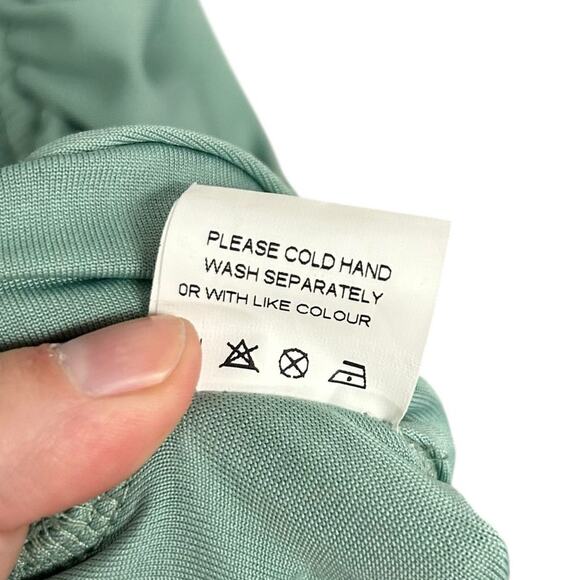 PLEASE COLD HAND
WASH SEPARATELY
OR WITH LIKE COLOUR